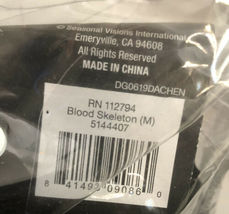 © Seasonal Visions International
Emeryville, CA 94608
All Rights Reserved
MADE IN CHINA
DG0619DACHEN
RN 112794
Blood Skeleton (M)
5144407
8 41493 09086 0